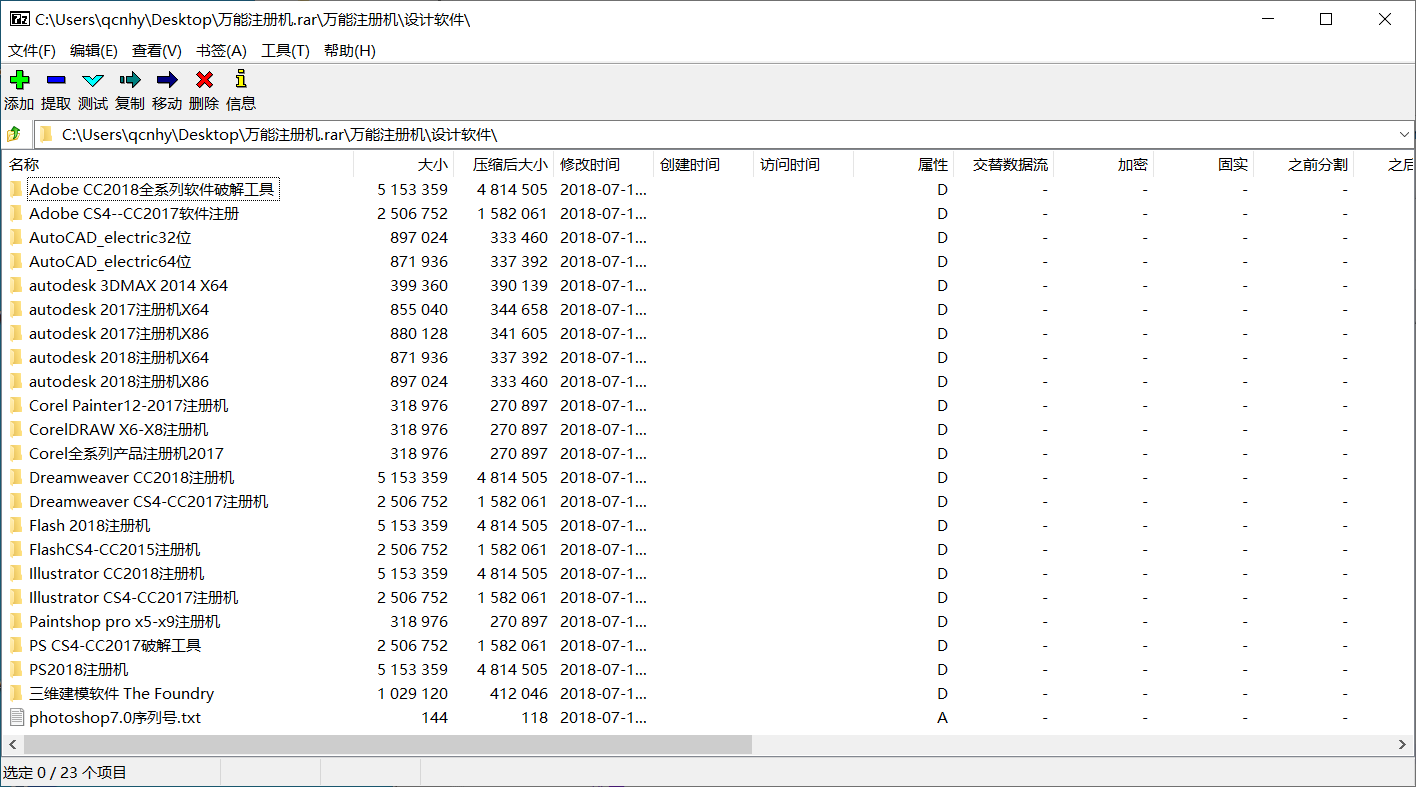 C:\Users\qcnhy\Desktop\万能注册机.rar\万能注册机\设计软件\
文件(F) 编辑(E) 查看(V) 书签(A) 工具(T) 帮助(H)
添加 提取 测试 复制 移动 删除 信息
C:\Users\qcnhy\Desktop\万能注册机.rar\万能注册机\设计软件\
名称 大小 压缩后大小 修改时间 创建时间 访问时间 属性 交替数据流 加密 固实 之前分割 之后
Adobe CC2018全系列软件破解工具 5 153 359 4 814 505 2018-07-1... D - - - -
Adobe CS4--CC2017软件注册 2 506 752 1 582 061 2018-07-1... D - - - -
AutoCAD_electric32位 897 024 333 460 2018-07-1... D - - - -
AutoCAD_electric64位 871 936 337 392 2018-07-1... D - - - -
autodesk 3DMAX 2014 X64 399 360 390 139 2018-07-1... D - - - -
autodesk 2017注册机X64 855 040 344 658 2018-07-1... D - - - -
autodesk 2017注册机X86 880 128 341 605 2018-07-1... D - - - -
autodesk 2018注册机X64 871 936 337 392 2018-07-1... D - - - -
autodesk 2018注册机X86 897 024 333 460 2018-07-1... D - - - -
Corel Painter12-2017注册机 318 976 270 897 2018-07-1... D - - - -
CorelDRAW X6-X8注册机 318 976 270 897 2018-07-1... D - - - -
Corel全系列产品注册机2017 318 976 270 897 2018-07-1... D - - - -
Dreamweaver CC2018注册机 5 153 359 4 814 505 2018-07-1... D - - - -
Dreamweaver CS4-CC2017注册机 2 506 752 1 582 061 2018-07-1... D - - - -
Flash 2018注册机 5 153 359 4 814 505 2018-07-1... D - - - -
FlashCS4-CC2015注册机 2 506 752 1 582 061 2018-07-1... D - - - -
Illustrator CC2018注册机 5 153 359 4 814 505 2018-07-1... D - - - -
Illustrator CS4-CC2017注册机 2 506 752 1 582 061 2018-07-1... D - - - -
Paintshop pro x5-x9注册机 318 976 270 897 2018-07-1... D - - - -
PS CS4-CC2017破解工具 2 506 752 1 582 061 2018-07-1... D - - - -
PS2018注册机 5 153 359 4 814 505 2018-07-1... D - - - -
三维建模软件 The Foundry 1 029 120 412 046 2018-07-1... D - - - -
photoshop7.0序列号.txt 144 118 2018-07-1... A - - - -
选定 0 / 23 个项目